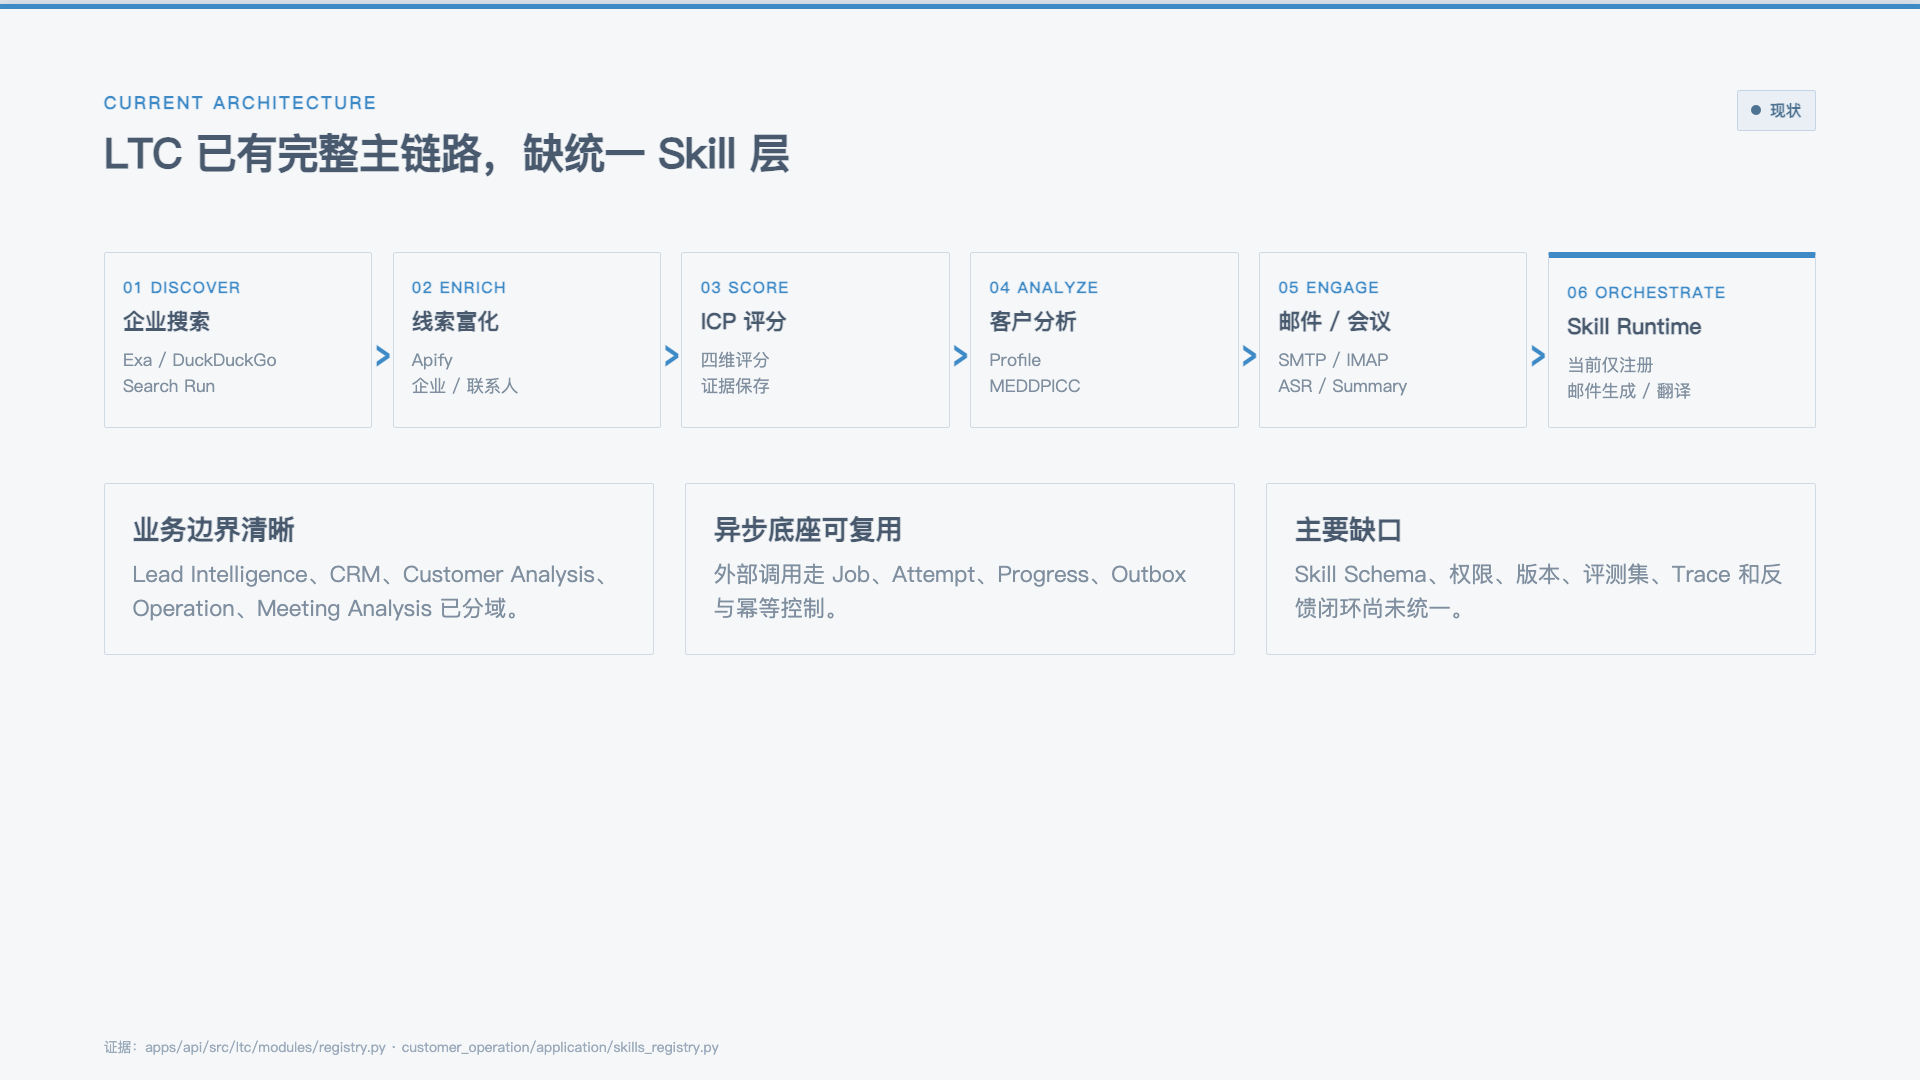 CURRENT ARCHITECTURE
现状
LTC 已有完整主链路，缺统一 Skill 层
01 DISCOVER
企业搜索
Exa / DuckDuckGo
Search Run
>
02 ENRICH
线索富化
Apify
企业 / 联系人
>
03 SCORE
ICP 评分
四维评分
证据保存
>
04 ANALYZE
客户分析
Profile
MEDDPICC
>
05 ENGAGE
邮件 / 会议
SMTP / IMAP
ASR / Summary
>
06 ORCHESTRATE
Skill Runtime
当前仅注册
邮件生成 / 翻译
业务边界清晰
Lead Intelligence、CRM、Customer Analysis、
Operation、Meeting Analysis 已分域。
异步底座可复用
外部调用走 Job、Attempt、Progress、Outbox
与幂等控制。
主要缺口
Skill Schema、权限、版本、评测集、Trace 和反
馈闭环尚未统一。
证据：apps/api/src/ltc/modules/registry.py · customer_operation/application/skills_registry.py